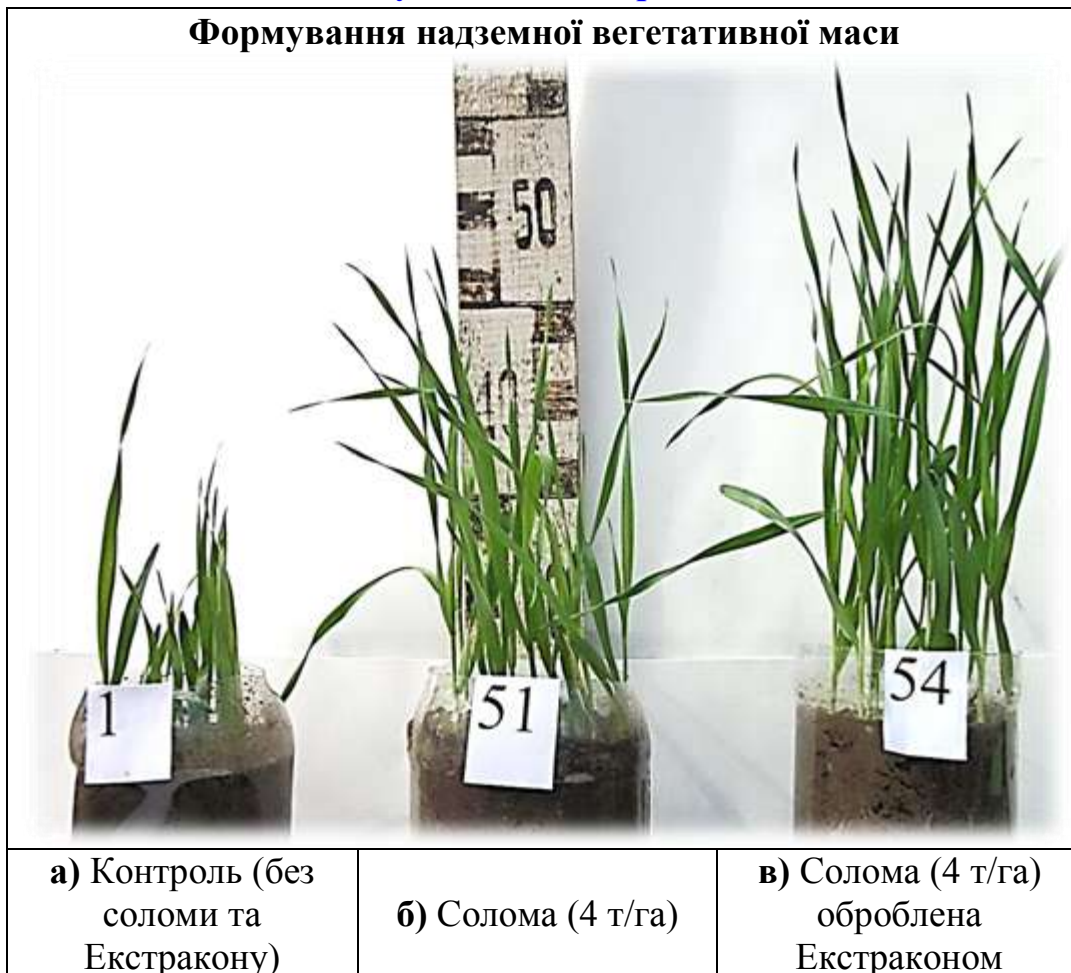 Формування надземної вегетативної маси
50
10
1
51
54
а) Контроль (без
соломи та
Екстракону)
б) Солома (4 т/га)
в) Солома (4 т/га)
оброблена
Екстраконом